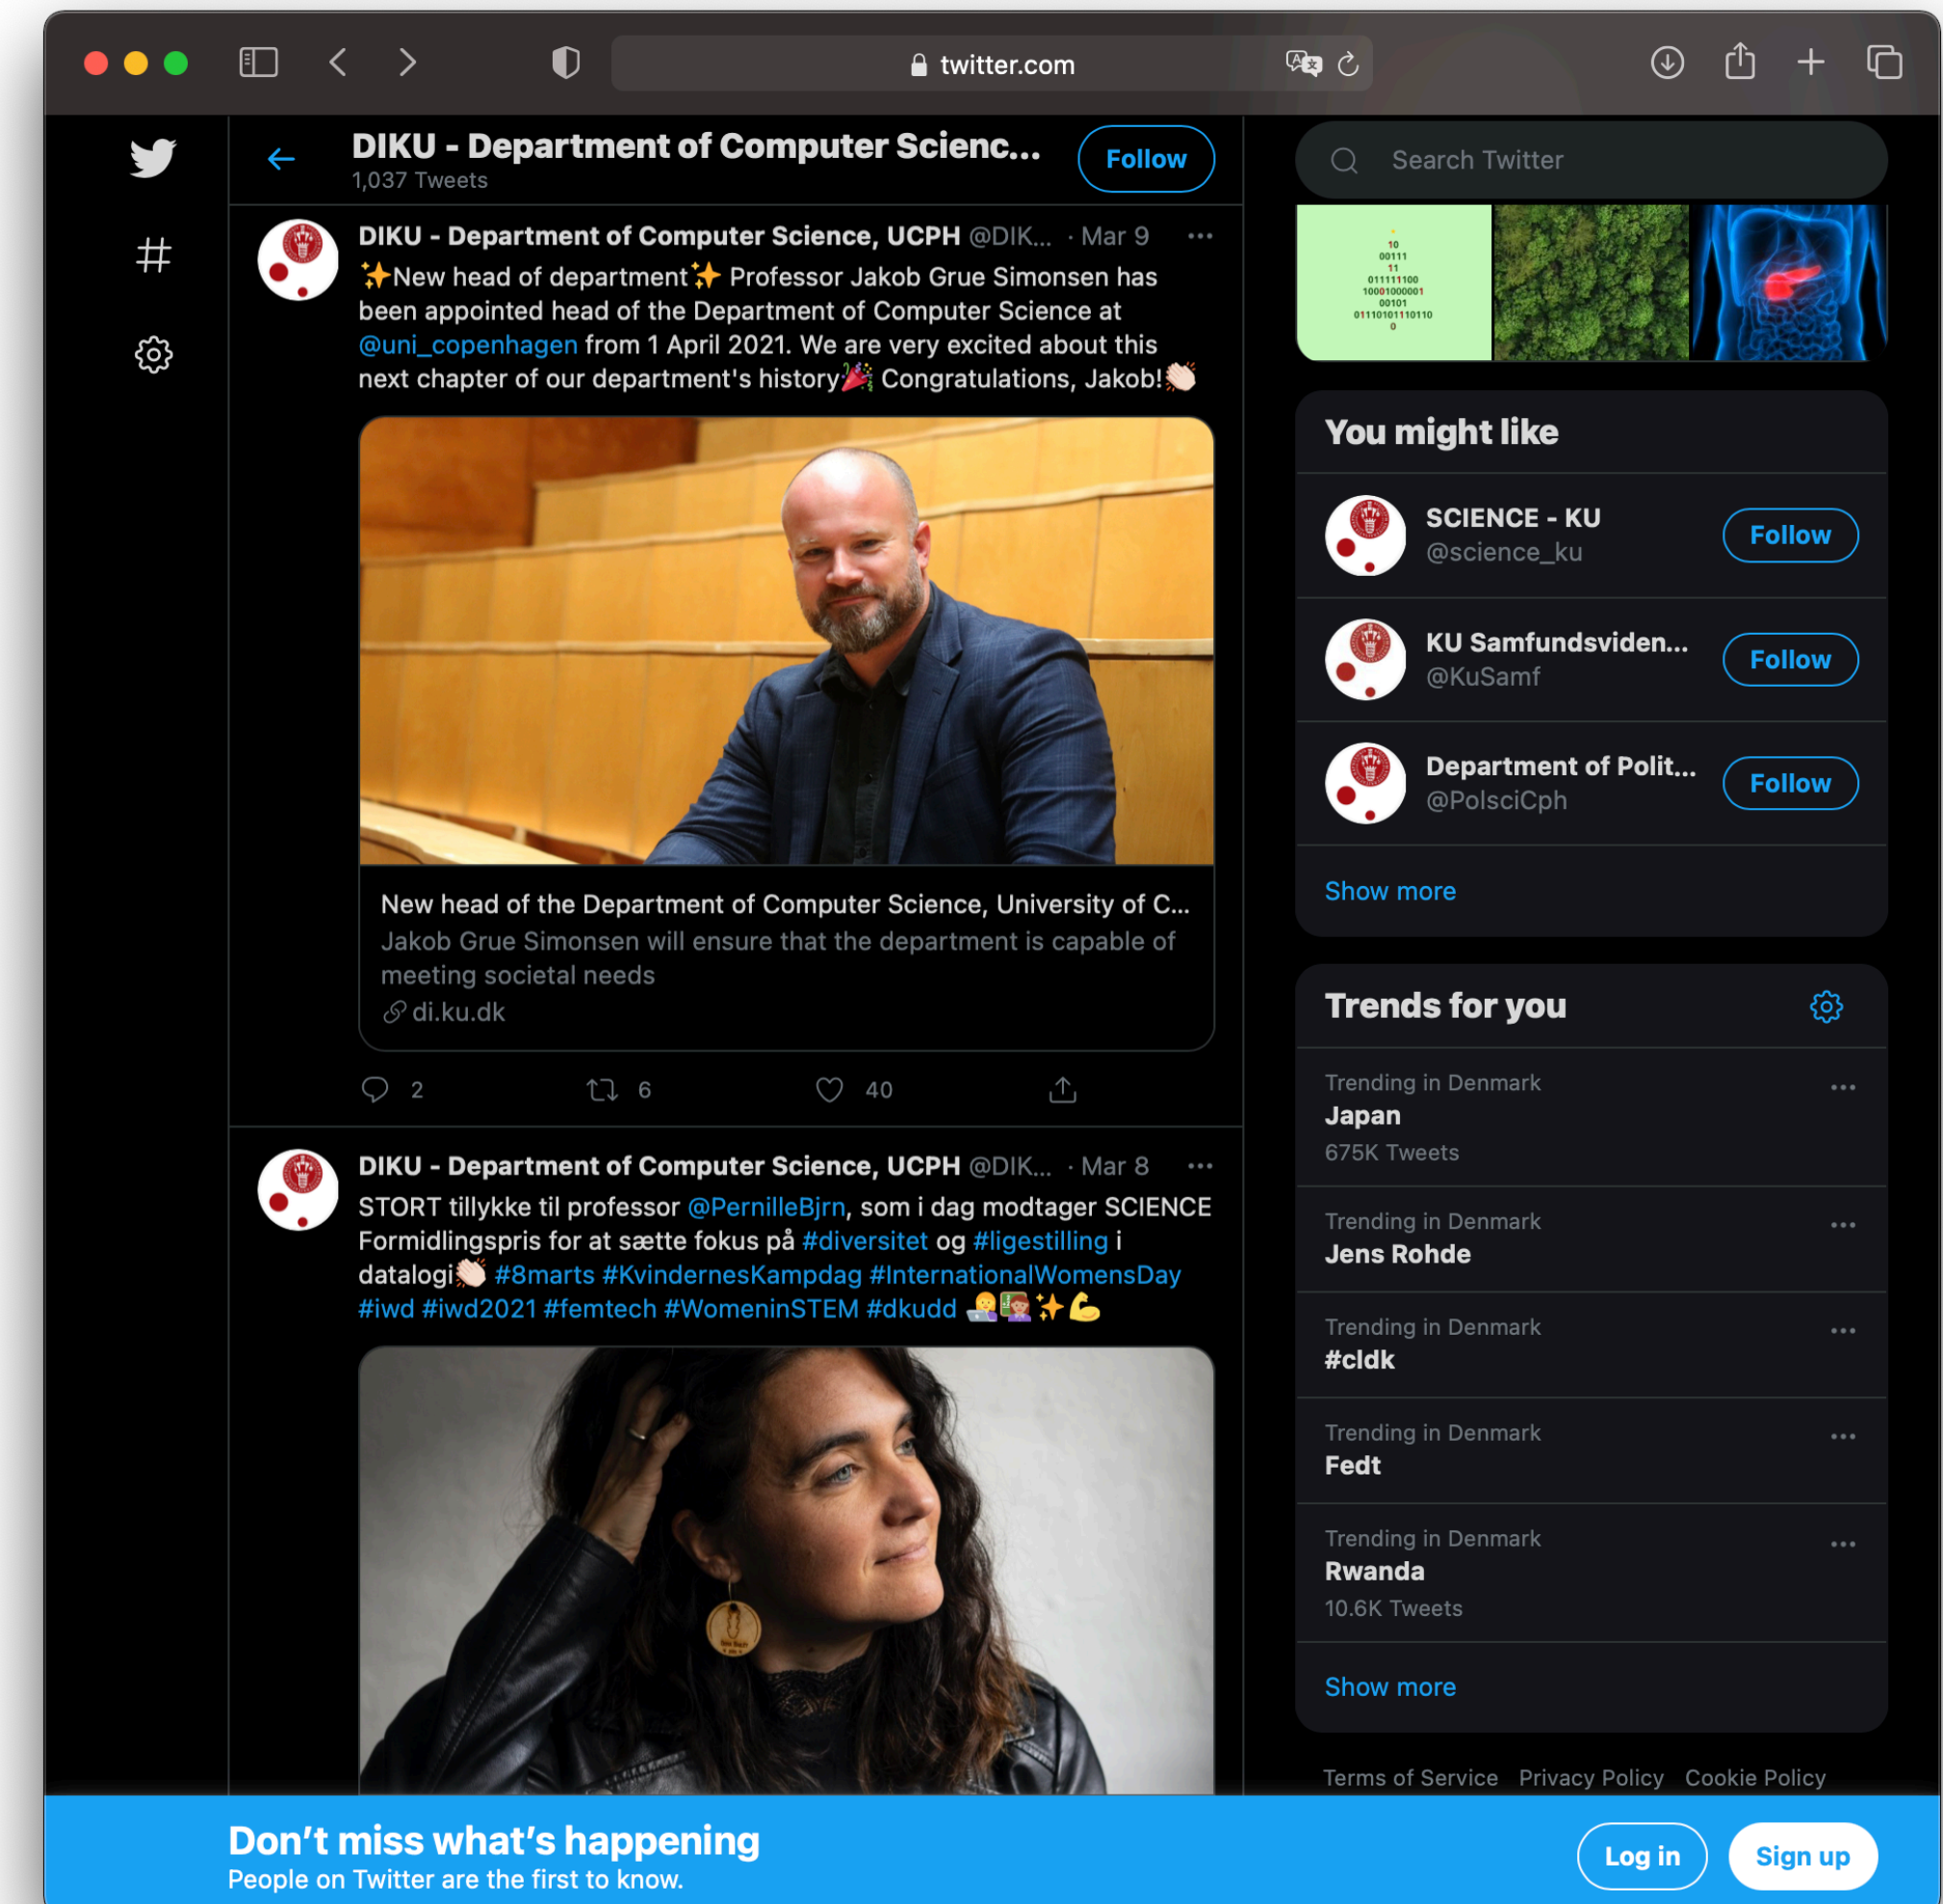 twitter.com
DIKU - Department of Computer Scienc...
1,037 Tweets
Follow
Search Twitter
DIKU - Department of Computer Science, UCPH @DIK... · Mar 9
✨New head of department✨ Professor Jakob Grue Simonsen has
been appointed head of the Department of Computer Science at
@uni_copenhagen from 1 April 2021. We are very excited about this
next chapter of our department's history🎉 Congratulations, Jakob!👏🏻
New head of the Department of Computer Science, University of C...
Jakob Grue Simonsen will ensure that the department is capable of
meeting societal needs
di.ku.dk
2 6 40
DIKU - Department of Computer Science, UCPH @DIK... · Mar 8
STORT tillykke til professor @PernilleBjrn, som i dag modtager SCIENCE
Formidlingspris for at sætte fokus på #diversitet og #ligestilling i
datalogi👏🏻 #8marts #KvindernesKampdag #InternationalWomensDay
#iwd #iwd2021 #femtech #WomeninSTEM #dkudd 👩‍💻👩🏽‍🏫✨💪
10
00111
11
011111100
10001000001
00101
01110101110110
0
You might like
SCIENCE - KU
@science_ku
Follow
KU Samfundsviden...
@KuSamf
Follow
Department of Polit...
@PolsciCph
Follow
Show more
Trends for you
Trending in Denmark
Japan
675K Tweets
Trending in Denmark
Jens Rohde
Trending in Denmark
#cldk
Trending in Denmark
Fedt
Trending in Denmark
Rwanda
10.6K Tweets
Show more
Terms of Service Privacy Policy Cookie Policy
Don't miss what's happening
People on Twitter are the first to know.
Log in
Sign up